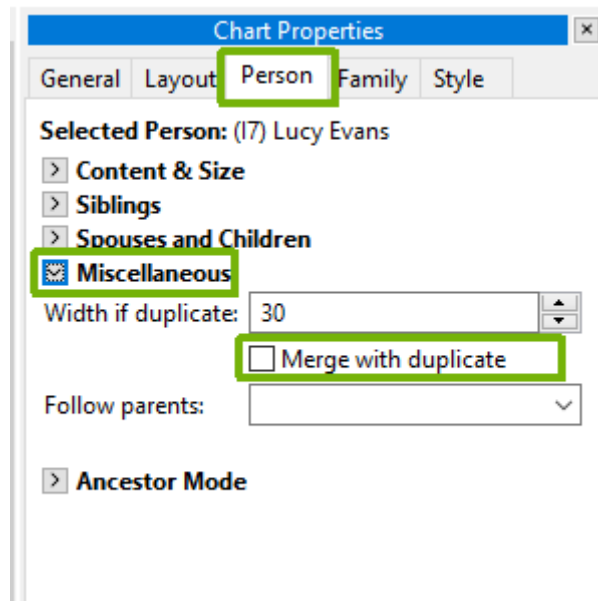 Chart Properties
General Layout Person Family Style
Selected Person: (I7) Lucy Evans
Content & Size
Siblings
Spouses and Children
Miscellaneous
Width if duplicate: 30
Merge with duplicate
Follow parents:
Ancestor Mode